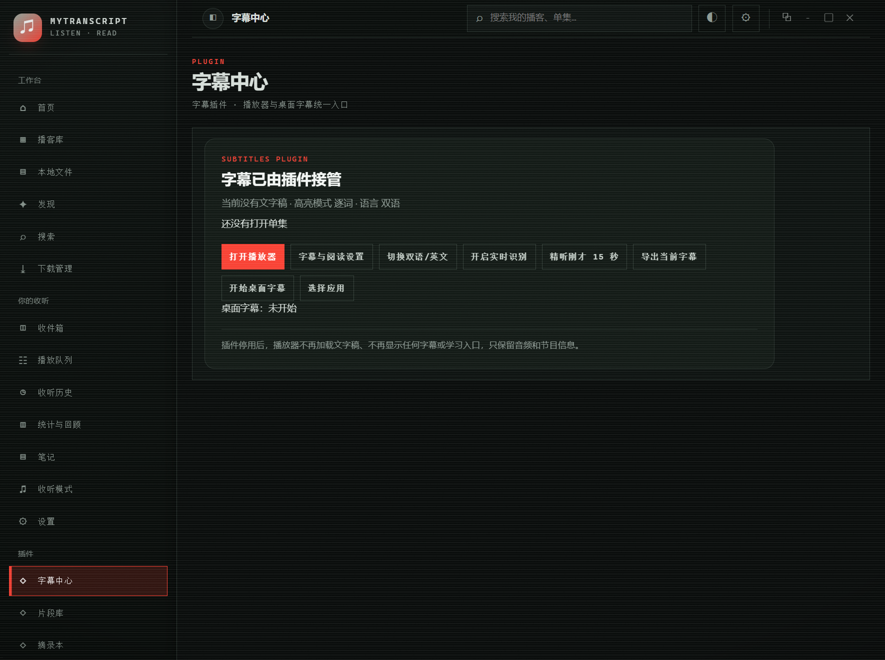 MYTRANSCRIPT
LISTEN · READ
工作台
首页
播客库
本地文件
发现
搜索
下载管理
你的收听
收件箱
播放队列
收听历史
统计与回顾
笔记
收听模式
设置
插件
字幕中心
片段库
摘录本
字幕中心
搜索我的播客、单集…
PLUGIN
字幕中心
字幕插件 · 播放器与桌面字幕统一入口
SUBTITLES PLUGIN
字幕已由插件接管
当前没有文字稿 · 高亮模式 逐词 · 语言 双语
还没有打开单集
打开播放器 字幕与阅读设置 切换双语/英文 开启实时识别 精听刚才 15 秒 导出当前字幕
开始桌面字幕 选择应用
桌面字幕：未开始
插件停用后，播放器不再加载文字稿、不再显示任何字幕或学习入口，只保留音频和节目信息。